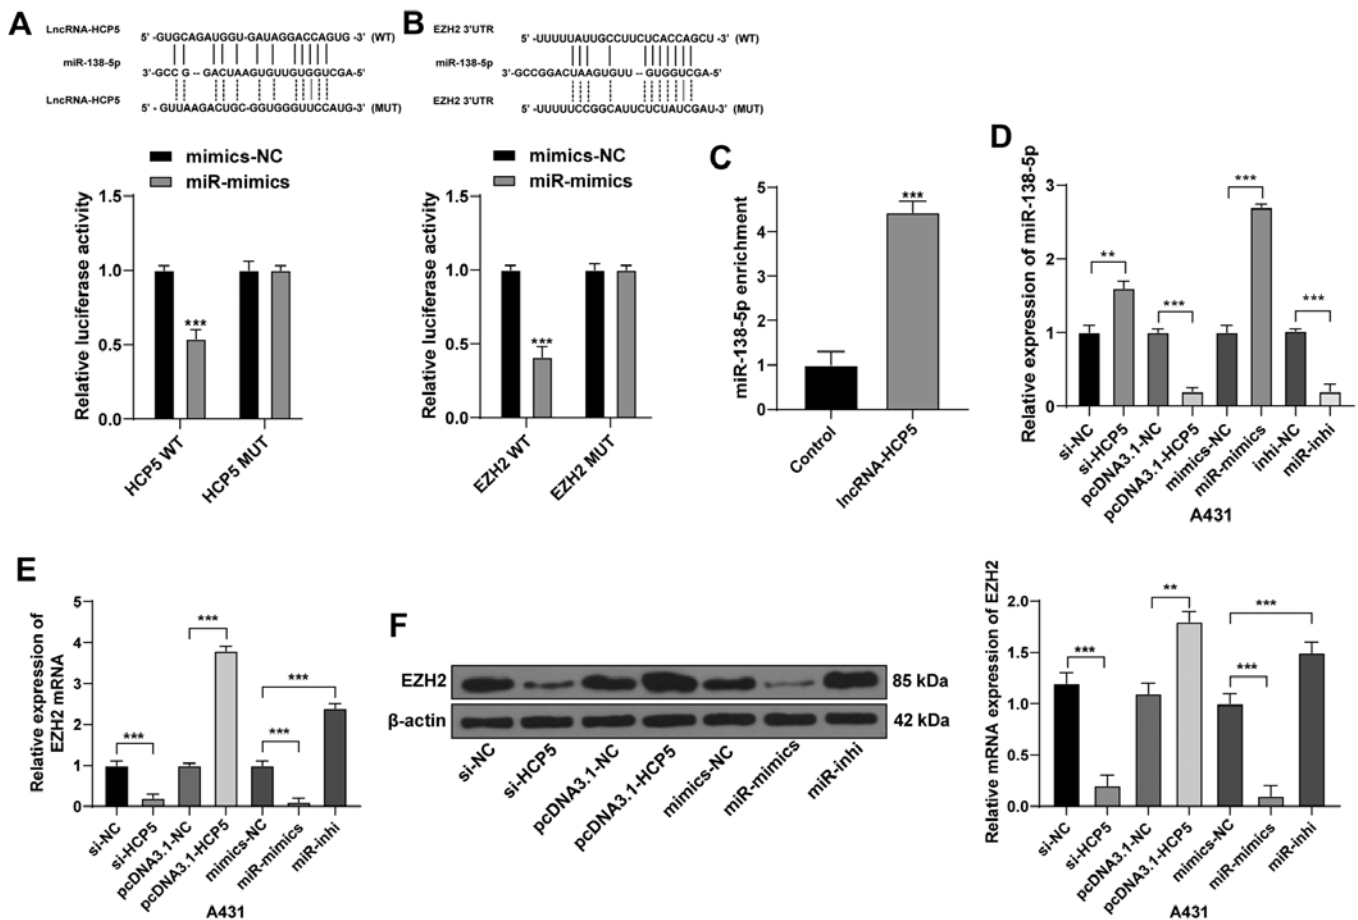 A
LncRNA-HCP5 5' -GUGCAGAUGGU-GAUAGGACCAGUG -3' (WT)
miR-138-5p 3'-GCC G -- GACUAAGUGUUGUGGUCGA-5'
LncRNA-HCP5 5' - GUUAAGACUGC-GGUGGGUUCCAUG-3' (MUT)
mimics-NC
miR-mimics
Relative luciferase activity
1.5
1.0
0.5
0.0
***
HCP5 WT
HCP5 MUT
B
EZH2 3'UTR 5' -UUUUUAUUGCCUUCUCACCAGCU -3' (WT)
miR-138-5p 3'-GCCGGACUAAGUGUU -- GUGGUCGA-5'
EZH2 3'UTR 5' -UUUUUCCGGCAUUCUCUAUCGAU-3' (MUT)
mimics-NC
miR-mimics
Relative luciferase activity
1.5
1.0
0.5
0.0
***
EZH2 WT
EZH2 MUT
C
miR-138-5p enrichment
5
4
3
2
1
0
***
Control
lncRNA-HCP5
D
Relative expression of miR-138-5p
3
2
1
0
**
***
***
***
si-NC
si-HCP5
pcDNA3.1-NC
pcDNA3.1-HCP5
mimics-NC
miR-mimics
inhi-NC
miR-inhi
A431
E
Relative expression of
EZH2 mRNA
5
4
3
2
1
0
***
***
***
***
si-NC
si-HCP5
pcDNA3.1-NC
pcDNA3.1-HCP5
mimics-NC
miR-mimics
miR-inhi
A431
F
EZH2 85 kDa
β-actin 42 kDa
si-NC
si-HCP5
pcDNA3.1-NC
pcDNA3.1-HCP5
mimics-NC
miR-mimics
miR-inhi
Relative mRNA expression of EZH2
2.0
1.5
1.0
0.5
0.0
***
**
***
***
si-NC
si-HCP5
pcDNA3.1-NC
pcDNA3.1-HCP5
mimics-NC
miR-mimics
miR-inhi
A431